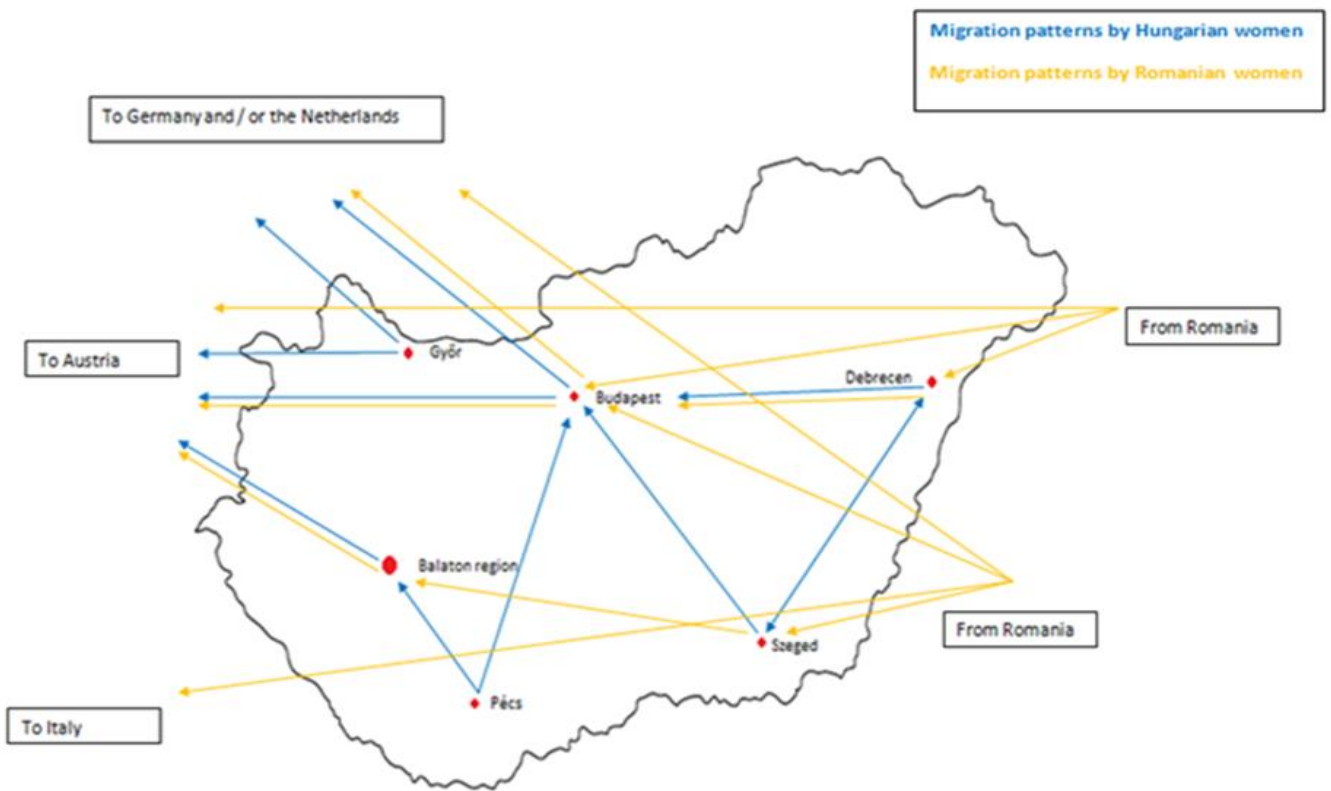 Migration patterns by Hungarian women
Migration patterns by Romanian women
To Germany and / or the Netherlands
From Romania
To Austria
Győr
Debrecen
Budapest
Balaton region
From Romania
Szeged
Pécs
To Italy